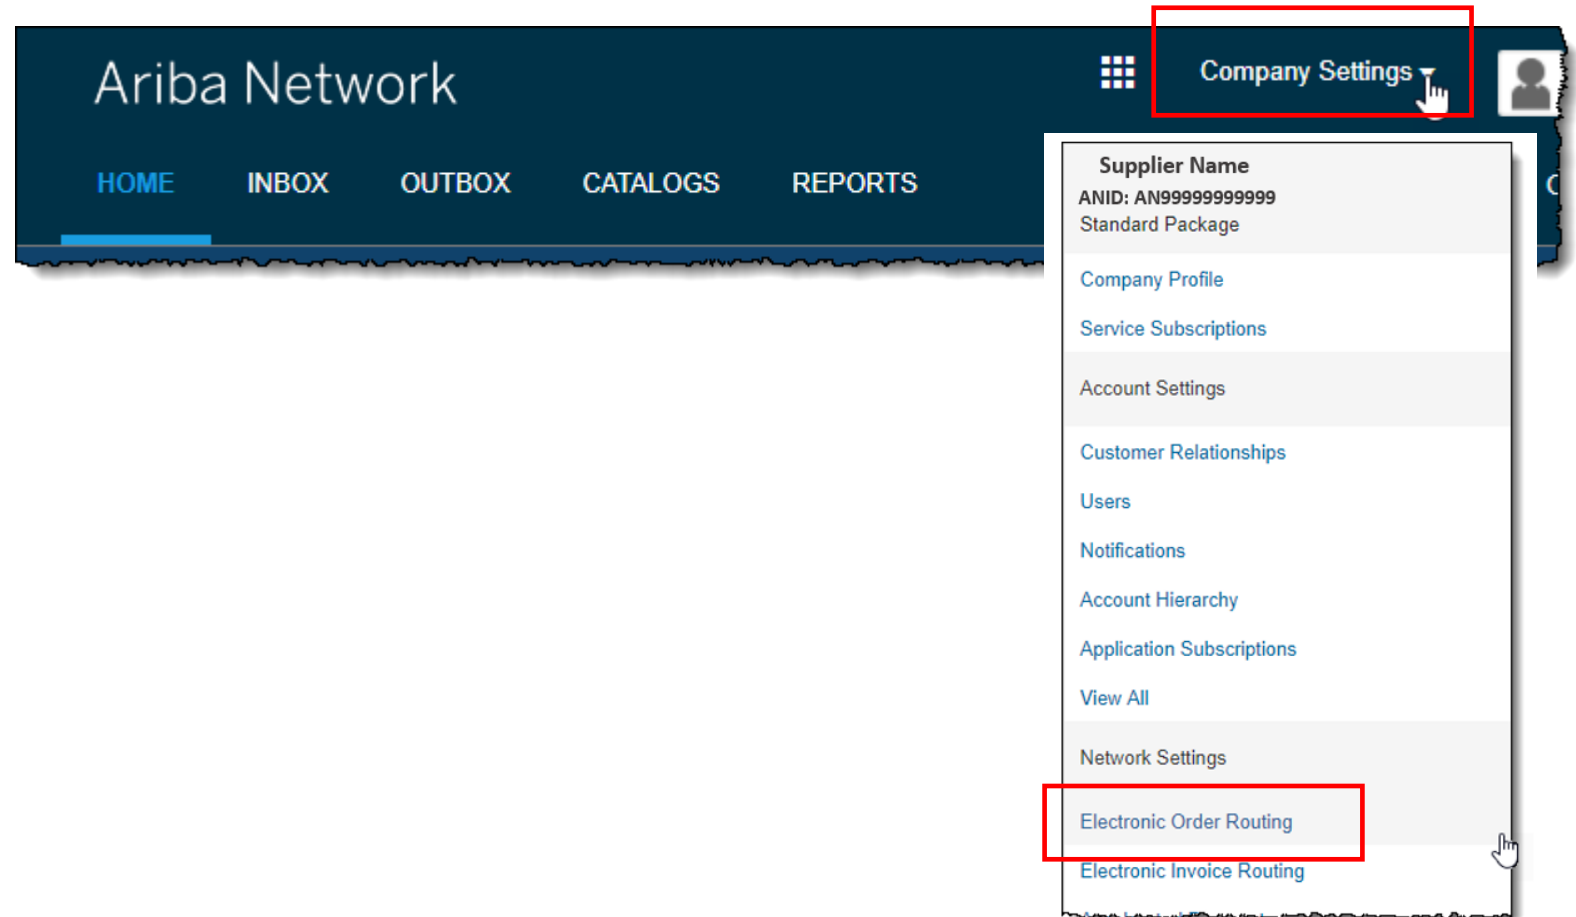 Ariba Network
Company Settings
HOME INBOX OUTBOX CATALOGS REPORTS
Supplier Name
ANID: AN99999999999
Standard Package
Company Profile
Service Subscriptions
Account Settings
Customer Relationships
Users
Notifications
Account Hierarchy
Application Subscriptions
View All
Network Settings
Electronic Order Routing
Electronic Invoice Routing